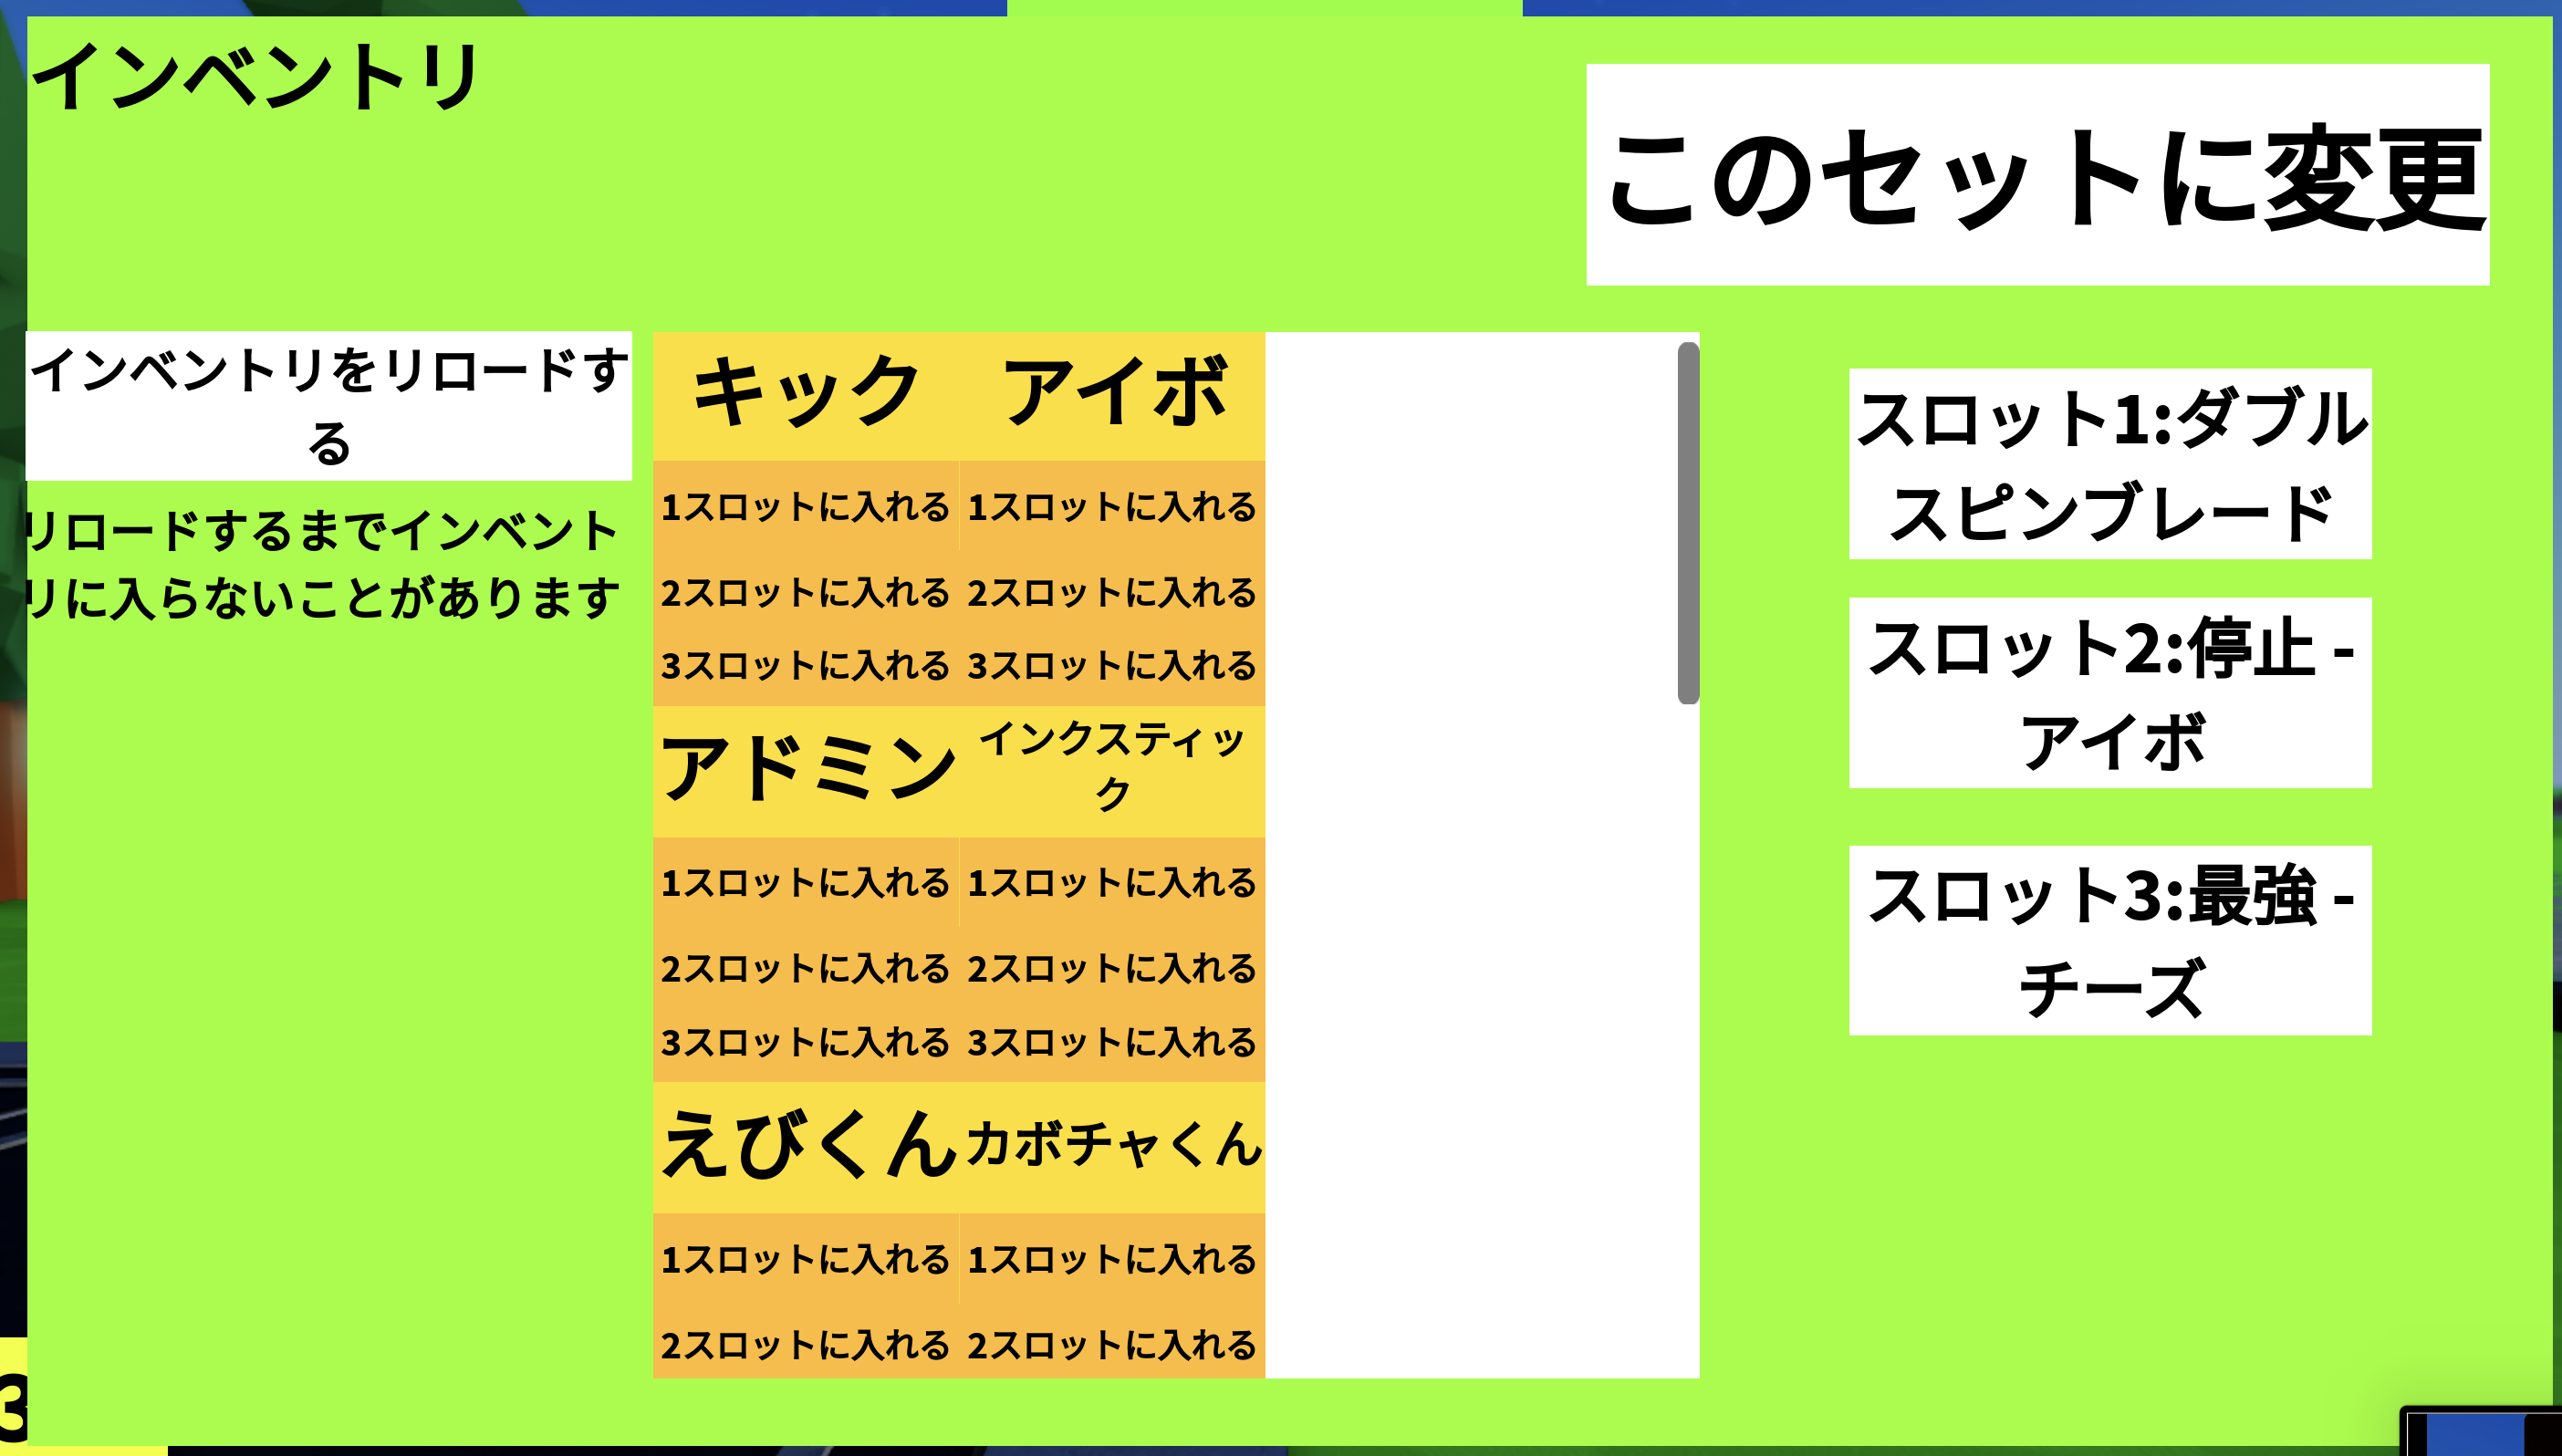 インベントリ
このセットに変更
インベントリをリロードす
る
リロードするまでインベント
リに入らないことがあります
キック
アイボ
1スロットに入れる
1スロットに入れる
2スロットに入れる
2スロットに入れる
3スロットに入れる
3スロットに入れる
アドミン
インクスティッ
ク
1スロットに入れる
1スロットに入れる
2スロットに入れる
2スロットに入れる
3スロットに入れる
3スロットに入れる
えびくん
カボチャくん
1スロットに入れる
1スロットに入れる
2スロットに入れる
2スロットに入れる
スロット1:ダブル
スピンブレード
スロット2:停止 -
アイボ
スロット3:最強 -
チーズ
3